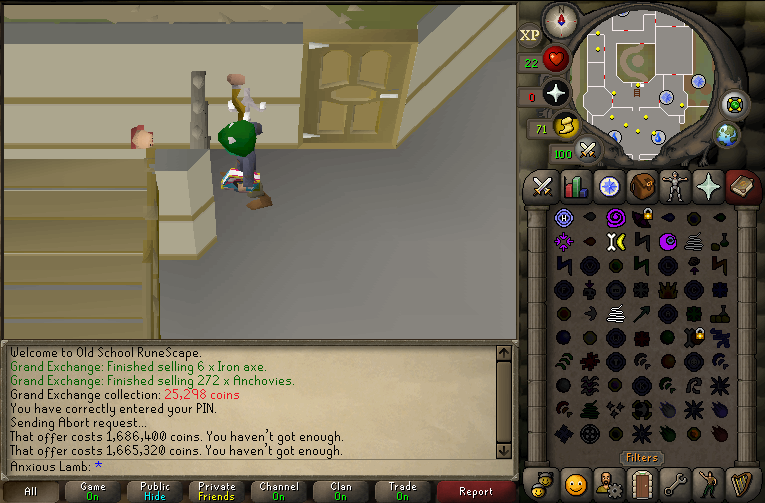 N
XP
22
0
71
100
Welcome to Old School RuneScape.
Grand Exchange: Finished selling 6 x Iron axe.
Grand Exchange: Finished selling 272 x Anchovies.
Grand Exchange collection: 25,298 coins
You have correctly entered your PIN.
Sending Abort request...
That offer costs 1,686,400 coins. You haven't got enough.
That offer costs 1,665,320 coins. You haven't got enough.
Anxious Lamb: *
Filters
All
Game
On
Public
Hide
Private
Friends
Channel
On
Clan
On
Trade
On
Report